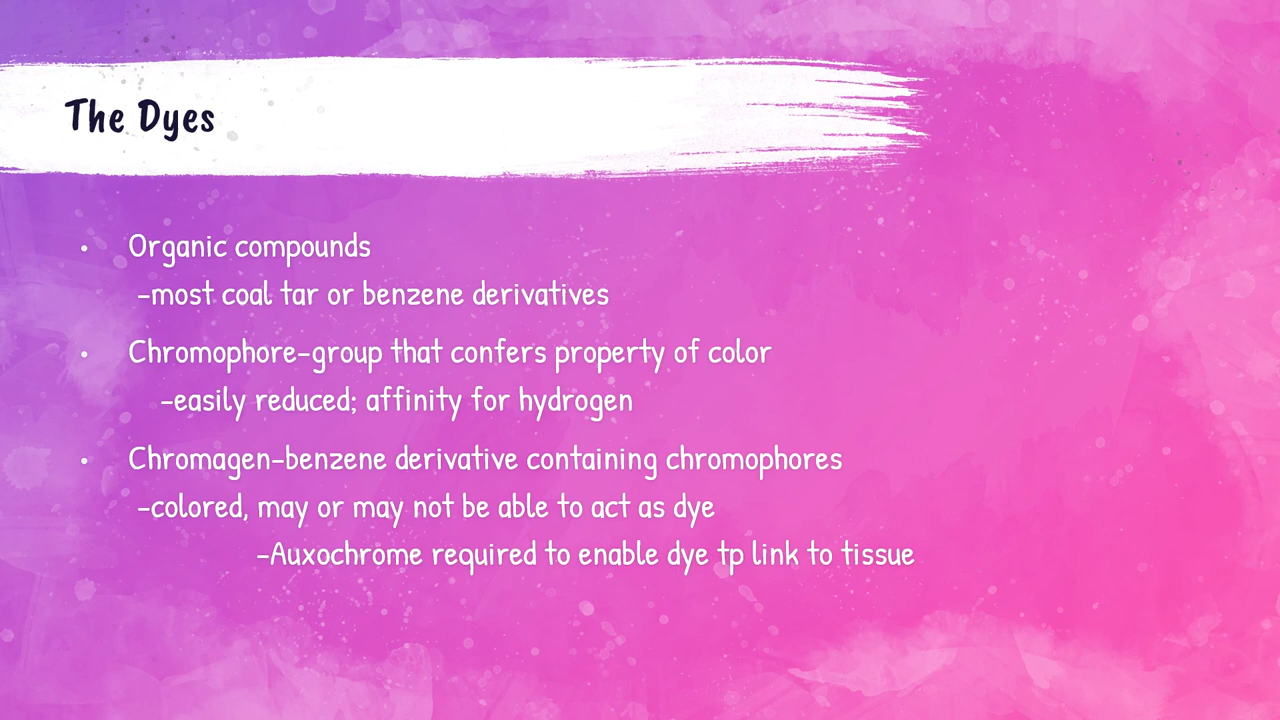 The Dyes
• Organic compounds
–most coal tar or benzene derivatives
• Chromophore–group that confers property of color
–easily reduced; affinity for hydrogen
• Chromagen–benzene derivative containing chromophores
–colored, may or may not be able to act as dye
–Auxochrome required to enable dye tp link to tissue